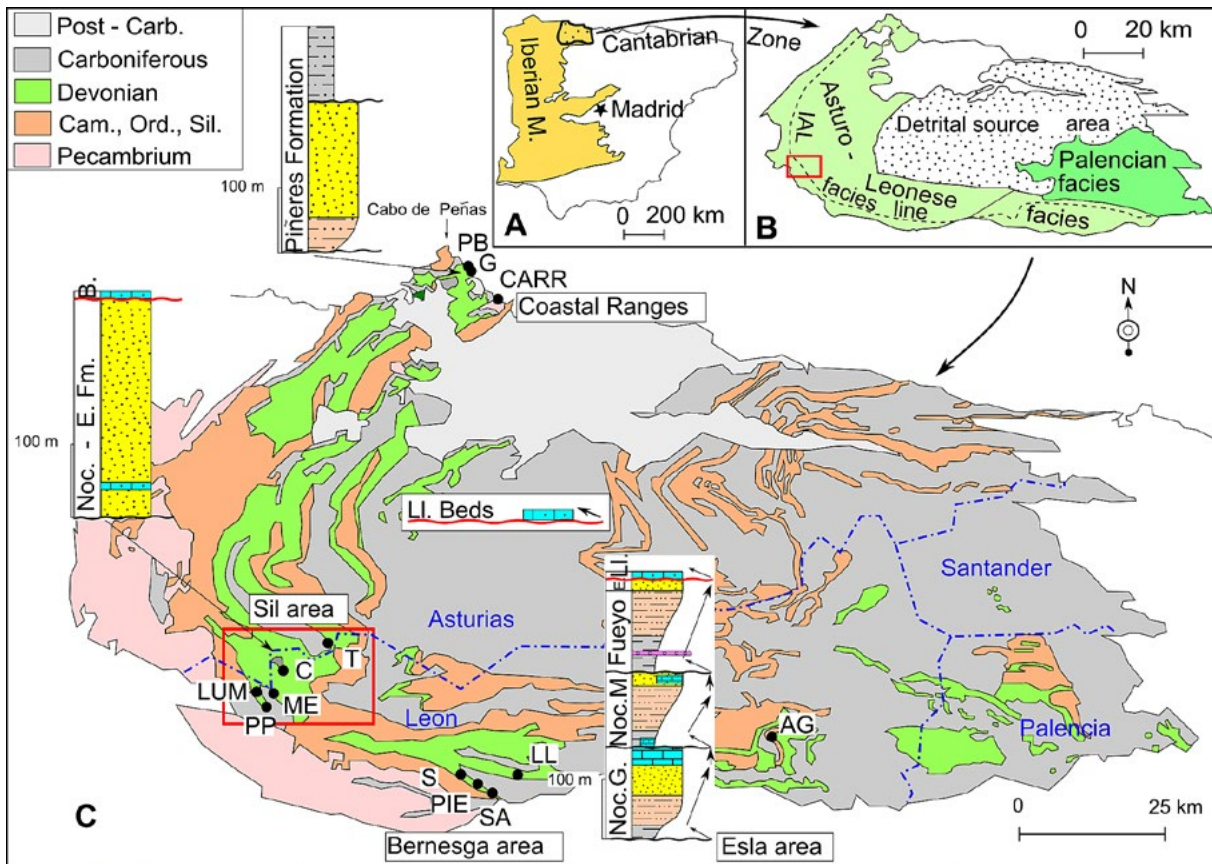 Post - Carb.
Carboniferous
Devonian
Cam., Ord., Sil.
Pecambrium
Piñeres Formation
100 m
Iberian M.
Cantabrian
Zone
Madrid
A
0 200 km
0 20 km
Asturo -
Leonese
facies
IAL
facies line
Detrital source area
Palencian
facies
B
Cabo de Peñas
PB
G
CARR
Coastal Ranges
N
B.
Noc. - E. Fm.
100 m
Ll. Beds
Sil area
Asturias
Santander
T
C
LUM
ME
PP
Leon
Palencia
AG
LL
S
PIE
SA
E
Ll.
Fueyo
Noc.M
Noc.G.
100 m
C
Bernesga area
Esla area
0 25 km